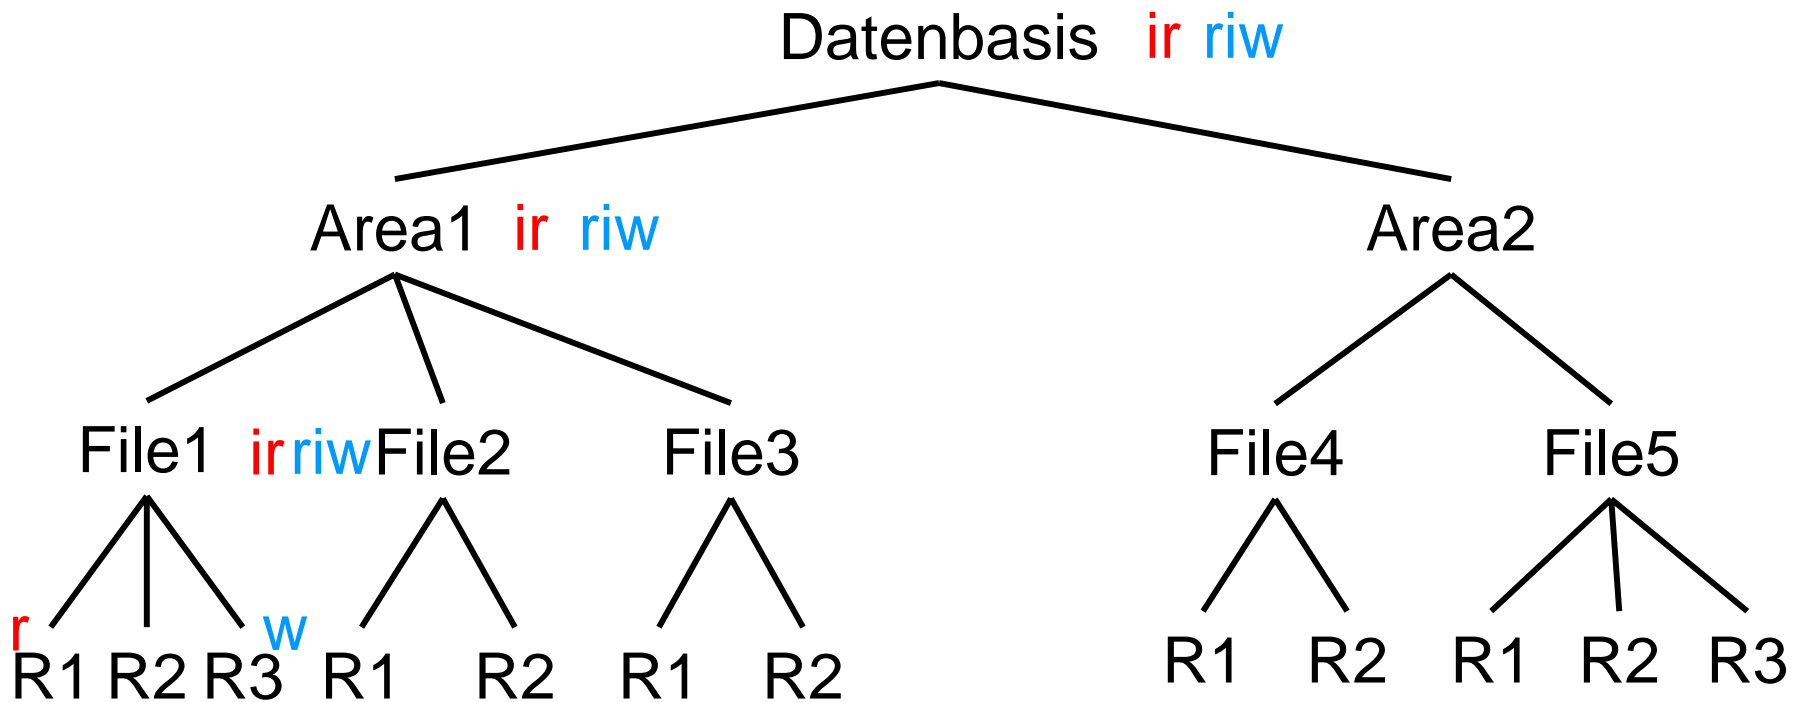 Datenbasis ir riw
Area1 ir riw Area2
File1 ir riw File2 File3 File4 File5
r w
R1 R2 R3 R1 R2 R1 R2 R1 R2 R1 R2 R3